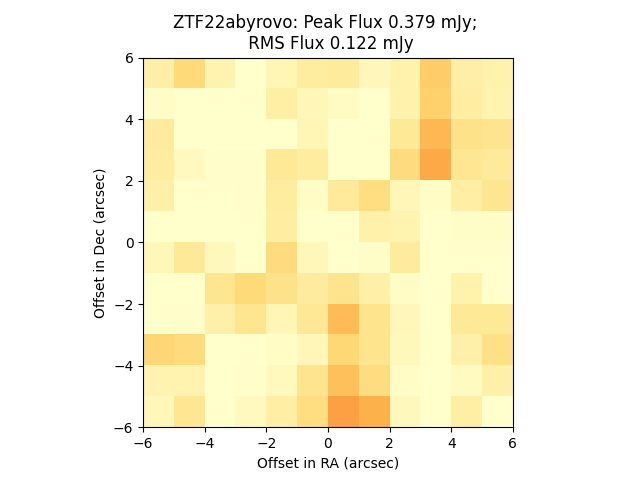 ZTF22abyrovo: Peak Flux 0.379 mJy;
RMS Flux 0.122 mJy
6
4
2
0
−2
−4
−6
Offset in Dec (arcsec)
−6 −4 −2 0 2 4 6
Offset in RA (arcsec)